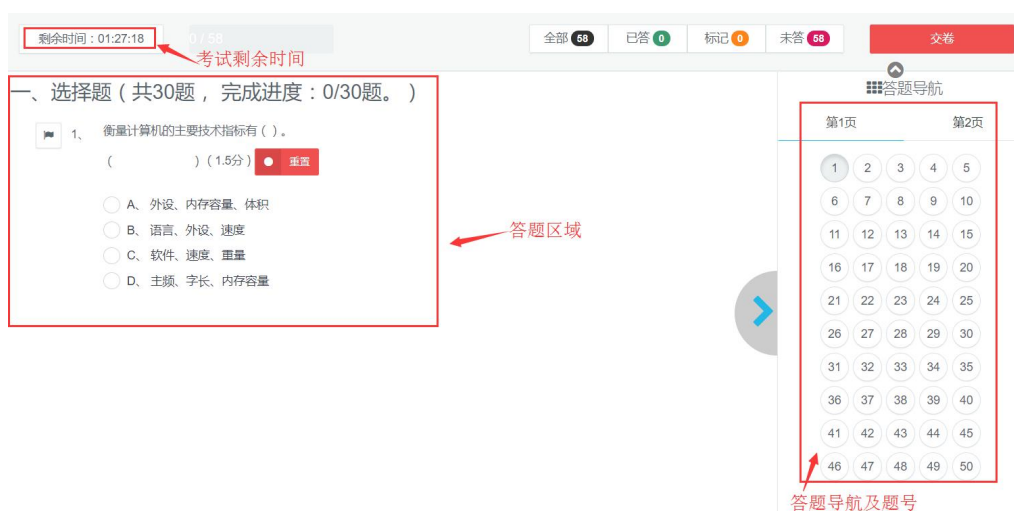 剩余时间：01:27:18
0 / 58
全部 58
已答 0
标记 0
未答 58
交卷
考试剩余时间
一、选择题（共30题，完成进度：0/30题。）
1、 衡量计算机的主要技术指标有（ ）。
（ ）（1.5分） 重置
A、 外设、内存容量、体积
B、 语言、外设、速度
C、 软件、速度、重量
D、 主频、字长、内存容量
答题区域
答题导航
第1页 第2页
1 2 3 4 5
6 7 8 9 10
11 12 13 14 15
16 17 18 19 20
21 22 23 24 25
26 27 28 29 30
31 32 33 34 35
36 37 38 39 40
41 42 43 44 45
46 47 48 49 50
答题导航及题号